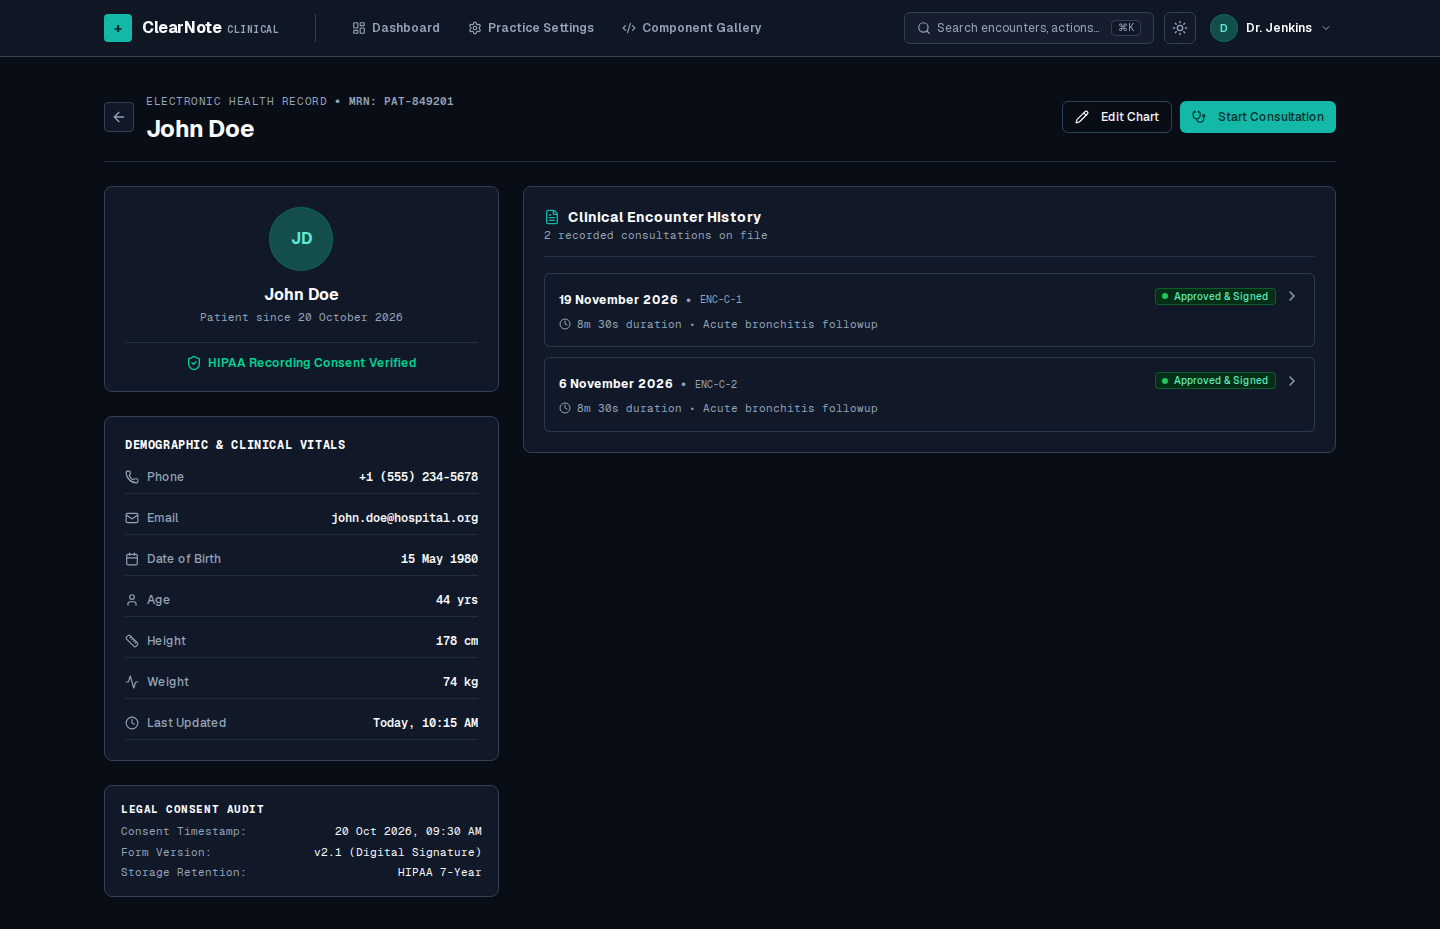 + ClearNote CLINICAL Dashboard Practice Settings Component Gallery Search encounters, actions... ⌘K D Dr. Jenkins
ELECTRONIC HEALTH RECORD • MRN: PAT-849201
John Doe
Edit Chart Start Consultation
JD
John Doe
Patient since 20 October 2026
HIPAA Recording Consent Verified
DEMOGRAPHIC & CLINICAL VITALS
Phone +1 (555) 234-5678
Email john.doe@hospital.org
Date of Birth 15 May 1980
Age 44 yrs
Height 178 cm
Weight 74 kg
Last Updated Today, 10:15 AM
LEGAL CONSENT AUDIT
Consent Timestamp: 20 Oct 2026, 09:30 AM
Form Version: v2.1 (Digital Signature)
Storage Retention: HIPAA 7-Year
Clinical Encounter History
2 recorded consultations on file
19 November 2026 • ENC-C-1 Approved & Signed
8m 30s duration • Acute bronchitis followup
6 November 2026 • ENC-C-2 Approved & Signed
8m 30s duration • Acute bronchitis followup